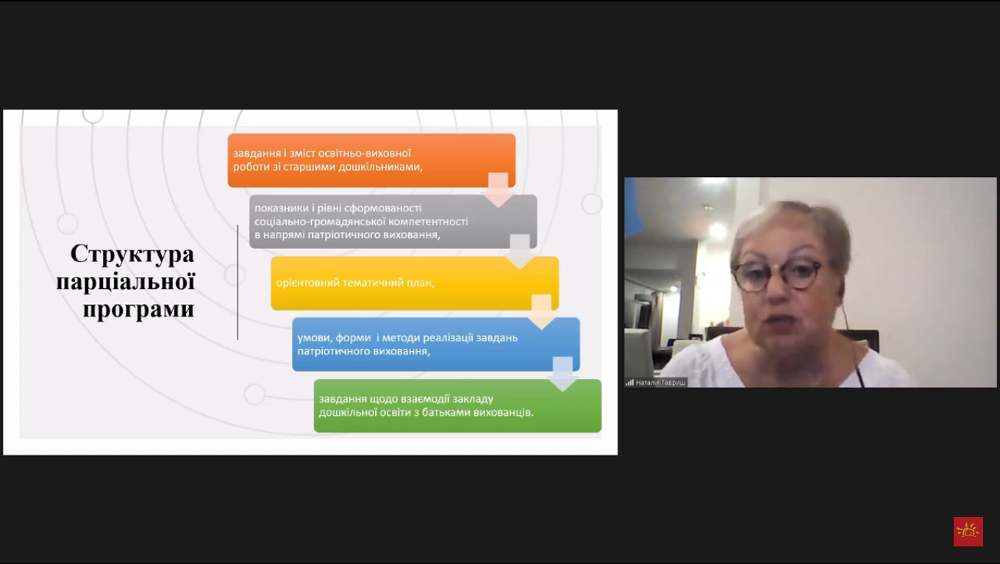 Структура
парціальної
програми
завдання і зміст освітньо-виховної
роботи зі старшими дошкільниками,
показники і рівні сформованості
соціально-громадянської компетентності
в напрямі патріотичного виховання,
орієнтовний тематичний план,
умови, форми і методи реалізації завдань
патріотичного виховання,
завдання щодо взаємодії закладу
дошкільної освіти з батьками вихованців.
Наталія Гавриш